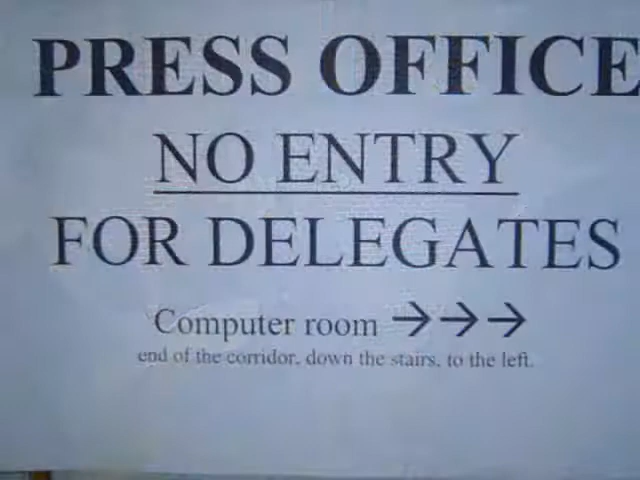 PRESS OFFICE
NO ENTRY
FOR DELEGATES
Computer room →→→
end of the corridor, down the stairs, to the left.